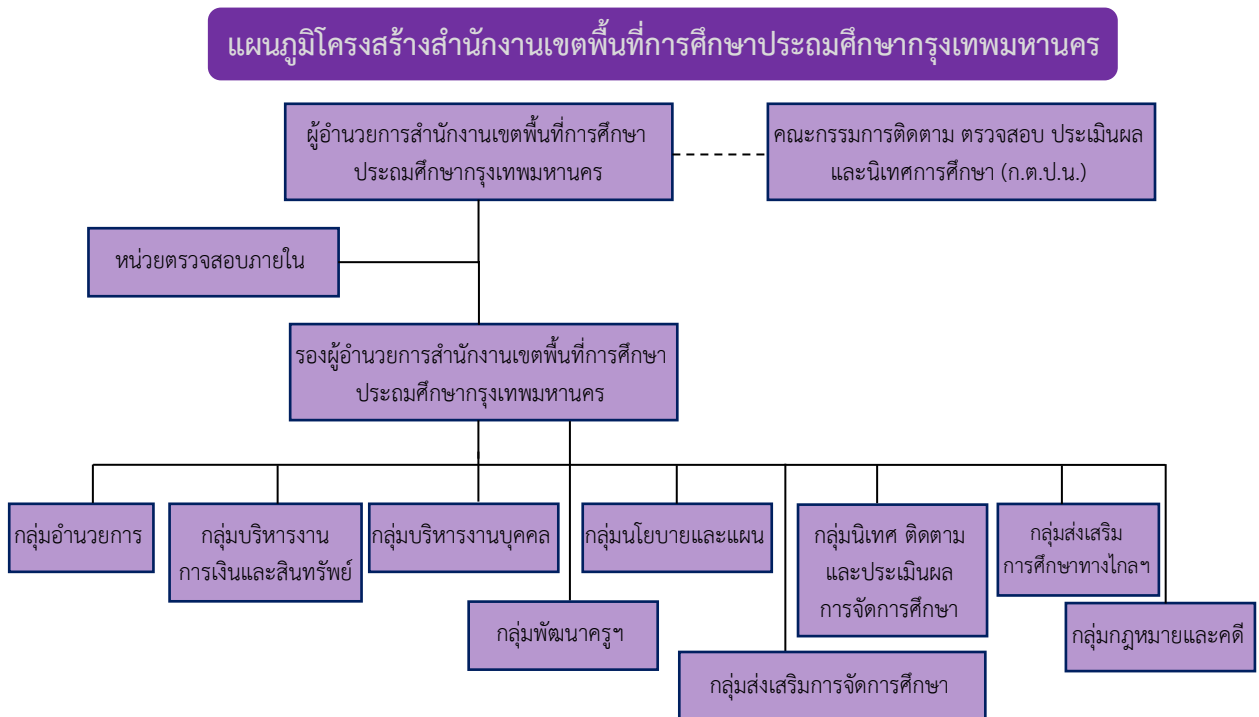 แผนภูมิโครงสร้างสำนักงานเขตพื้นที่การศึกษาประถมศึกษากรุงเทพมหานคร
ผู้อำนวยการสำนักงานเขตพื้นที่การศึกษา
ประถมศึกษากรุงเทพมหานคร
คณะกรรมการติดตาม ตรวจสอบ ประเมินผล
และนิเทศการศึกษา (ก.ต.ป.น.)
หน่วยตรวจสอบภายใน
รองผู้อำนวยการสำนักงานเขตพื้นที่การศึกษา
ประถมศึกษากรุงเทพมหานคร
กลุ่มอำนวยการ
กลุ่มบริหารงาน
การเงินและสินทรัพย์
กลุ่มบริหารงานบุคคล
กลุ่มนโยบายและแผน
กลุ่มนิเทศ ติดตาม
และประเมินผล
การจัดการศึกษา
กลุ่มส่งเสริม
การศึกษาทางไกลฯ
กลุ่มพัฒนาครูฯ
กลุ่มกฎหมายและคดี
กลุ่มส่งเสริมการจัดการศึกษา